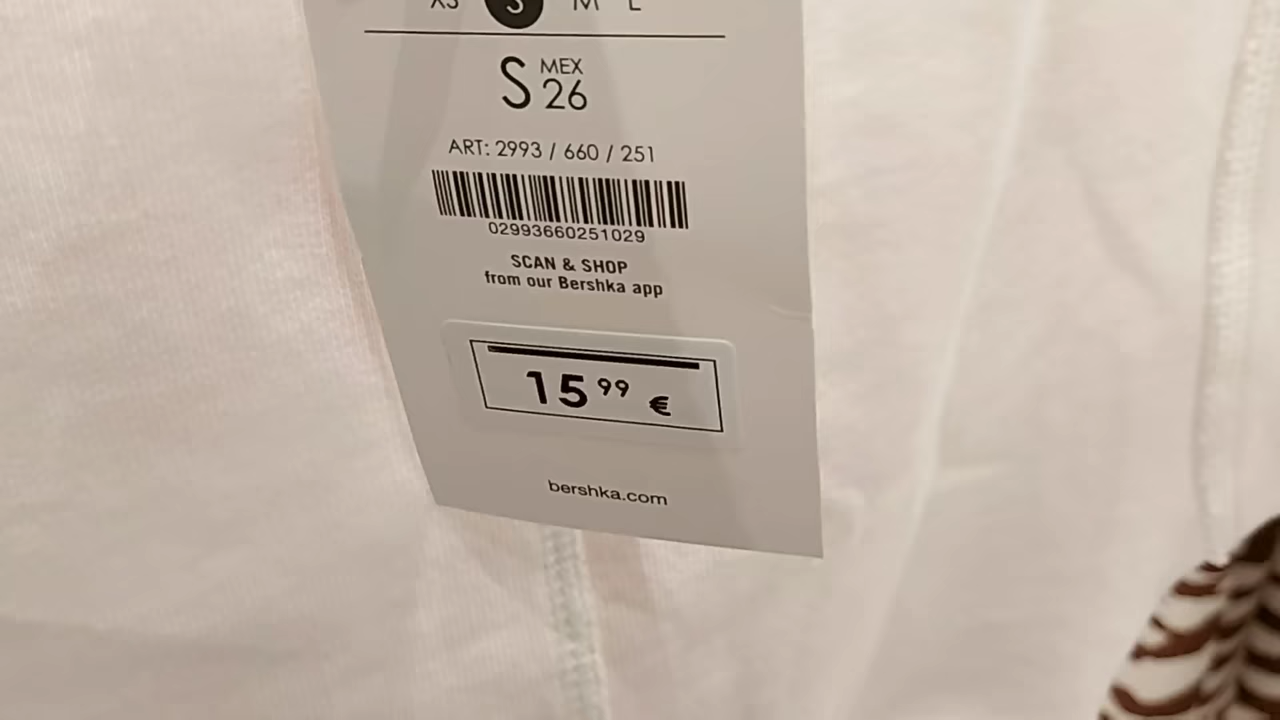 XS S M L
S MEX 26
ART: 2993 / 660 / 251
02993660251029
SCAN & SHOP
from our Bershka app
15 99 €
bershka.com